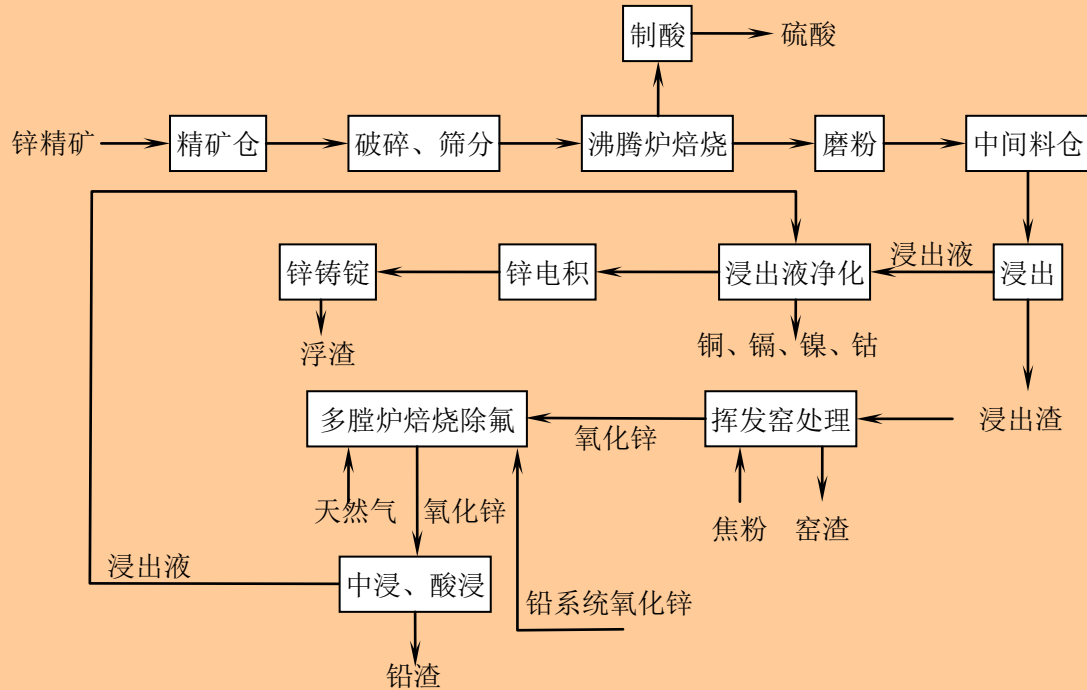 制酸
硫酸
锌精矿
精矿仓
破碎、筛分
沸腾炉焙烧
磨粉
中间料仓
锌铸锭
锌电积
浸出液净化
浸出液
浸出
浮渣
铜、镉、镍、钴
多膛炉焙烧除氟
氧化锌
挥发窑处理
浸出渣
天然气
氧化锌
焦粉
窑渣
浸出液
中浸、酸浸
铅系统氧化锌
铅渣